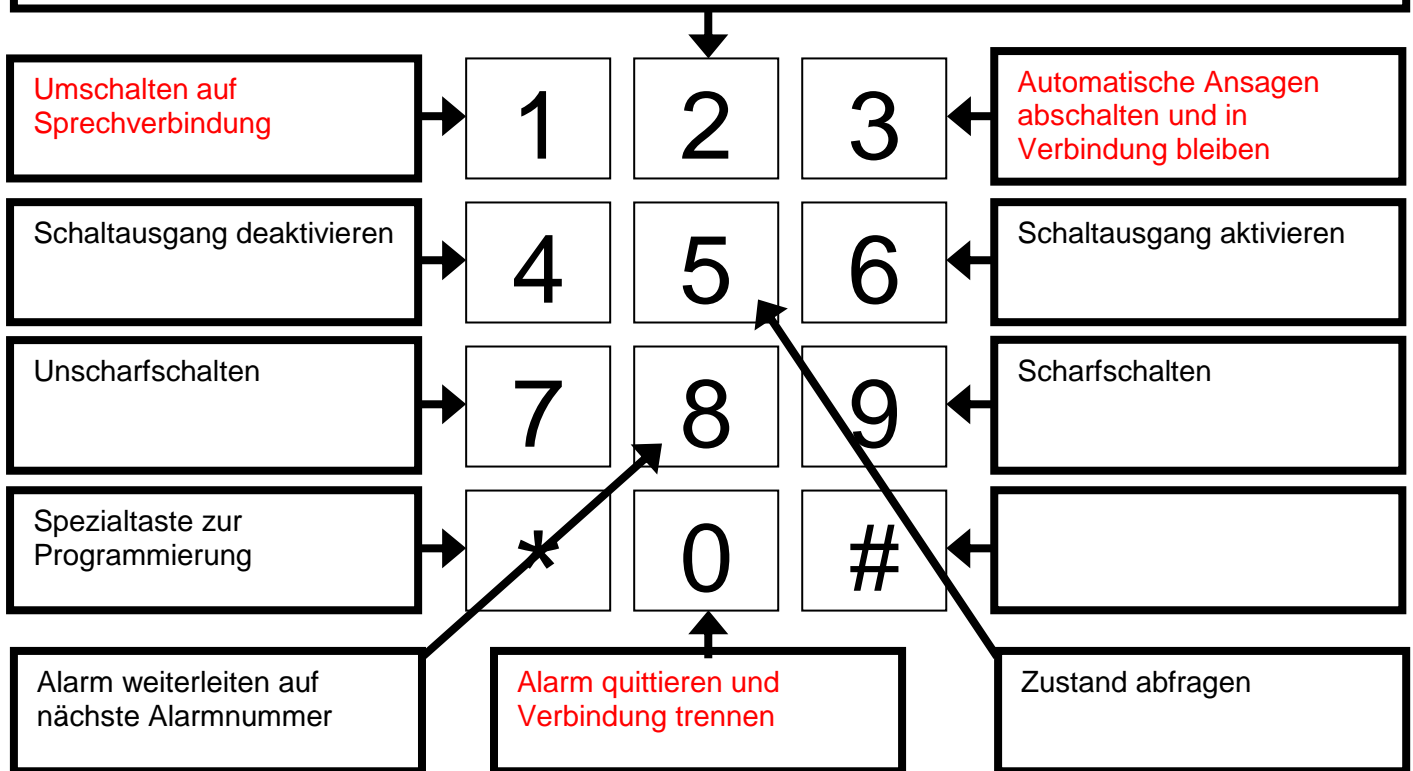 Umschalten auf
Sprechverbindung
1
2
3
Automatische Ansagen
abschalten und in
Verbindung bleiben
Schaltausgang deaktivieren
4
5
6
Schaltausgang aktivieren
Unscharfschalten
7
8
9
Scharfschalten
Spezialtaste zur
Programmierung
*
0
#
Alarm weiterleiten auf
nächste Alarmnummer
Alarm quittieren und
Verbindung trennen
Zustand abfragen